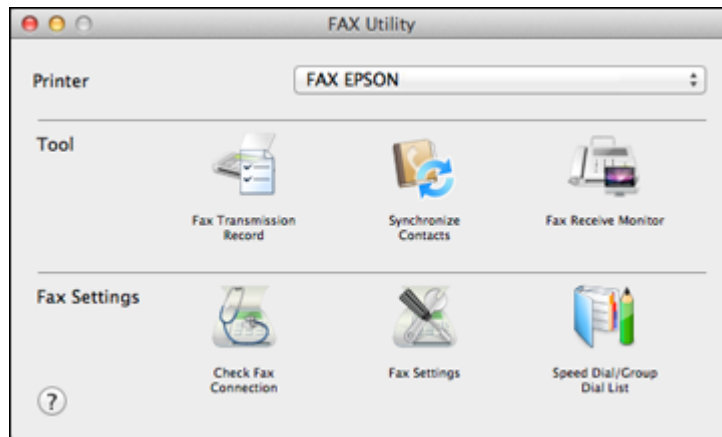 FAX Utility
Printer
FAX EPSON
Tool
Fax Transmission
Record
Synchronize
Contacts
Fax Receive Monitor
Fax Settings
Check Fax
Connection
Fax Settings
Speed Dial/Group
Dial List
?